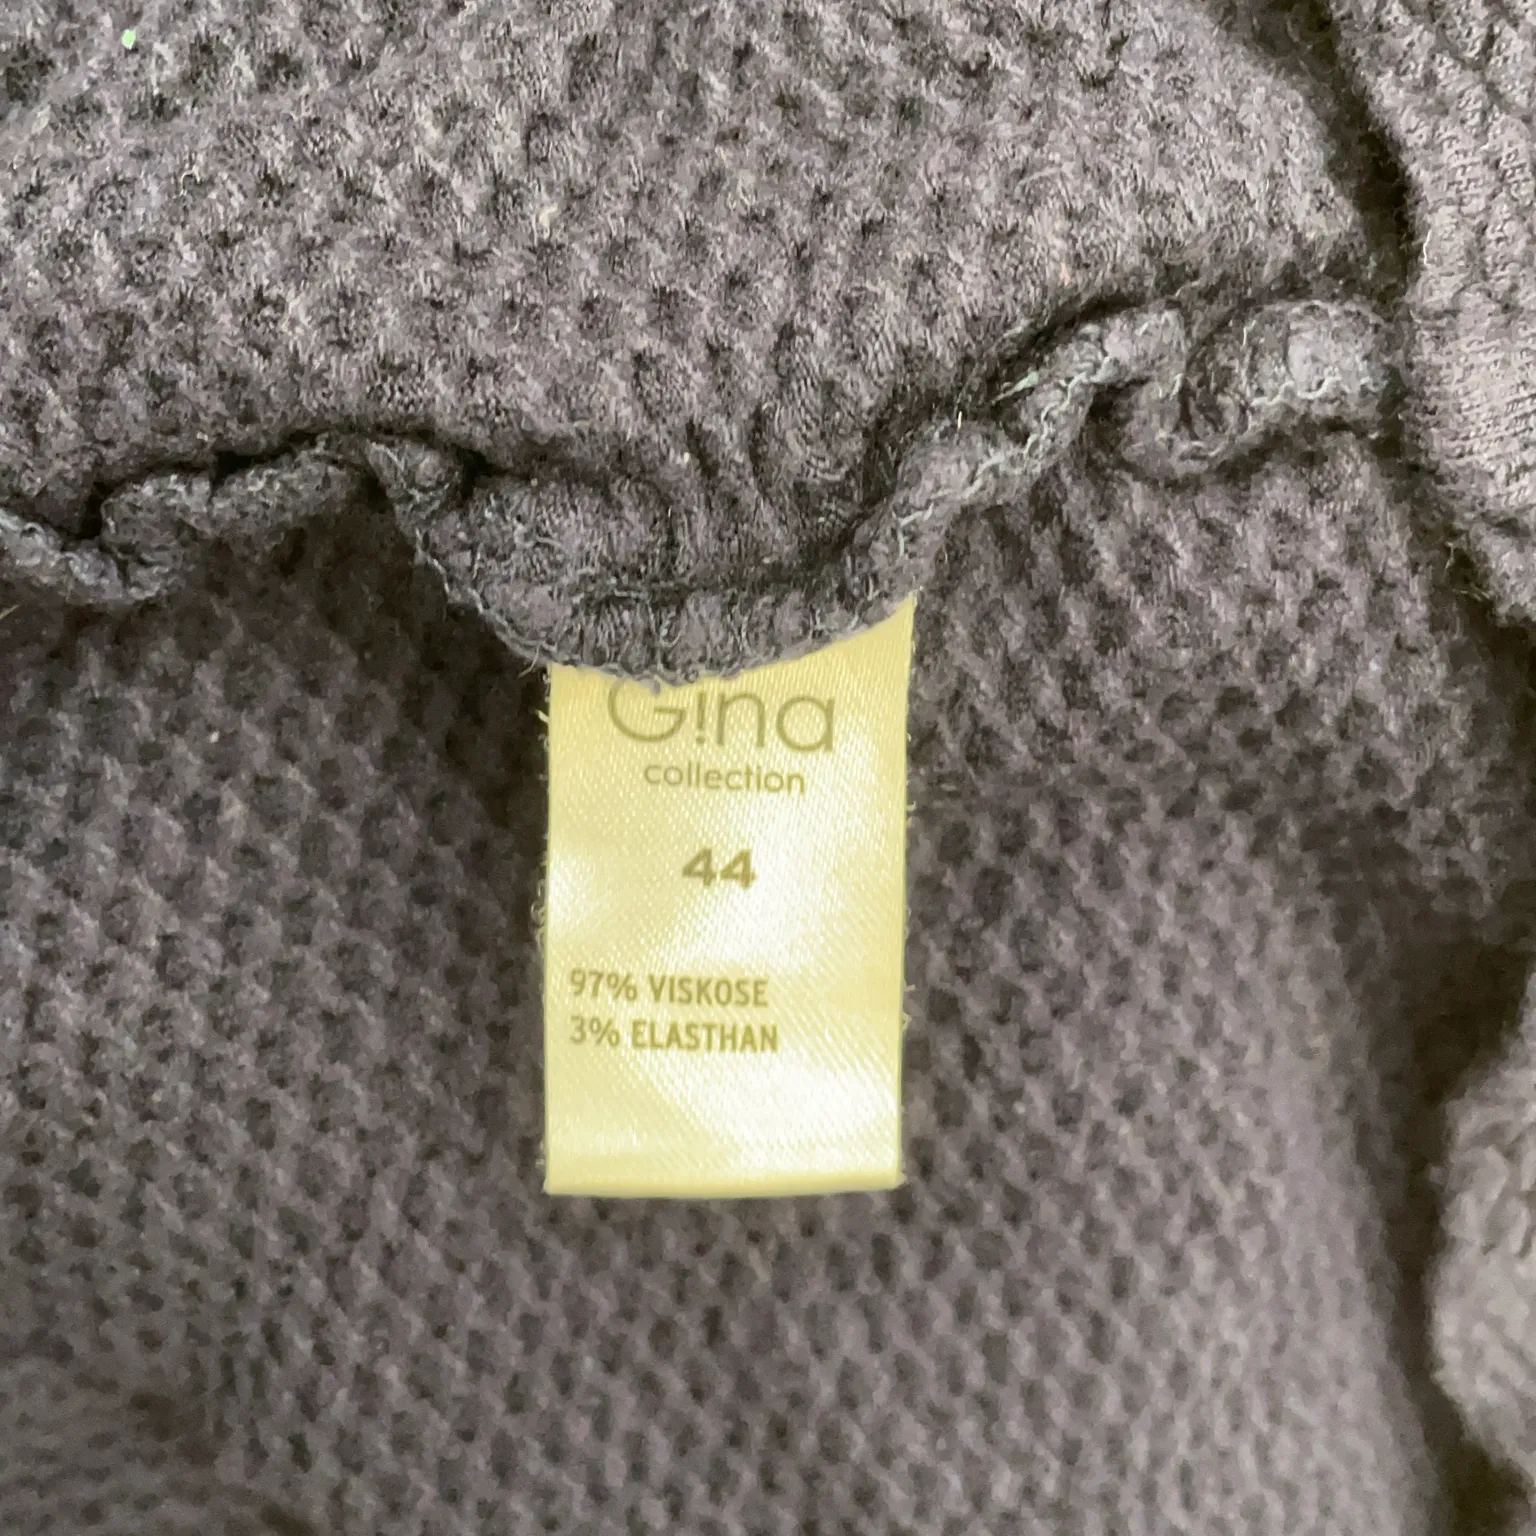 G!na
collection
44
97% VISKOSE
3% ELASTHAN